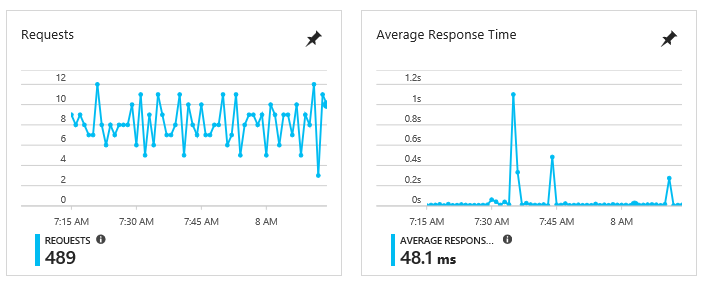 Requests
12
10
8
6
4
2
0
7:15 AM 7:30 AM 7:45 AM 8 AM
REQUESTS
489
Average Response Time
1.2s
1s
0.8s
0.6s
0.4s
0.2s
0s
7:15 AM 7:30 AM 7:45 AM 8 AM
AVERAGE RESPONS...
48.1 ms